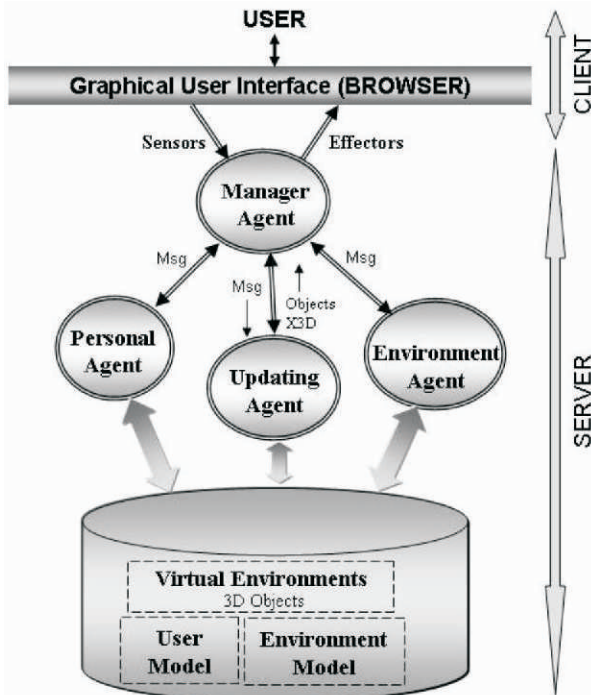 USER
Graphical User Interface (BROWSER)
CLIENT
Sensors
Effectors
Manager
Agent
Msg
Msg
Objects
X3D
Msg
Personal
Agent
Updating
Agent
Environment
Agent
SERVER
Virtual Environments
3D Objects
User
Model
Environment
Model